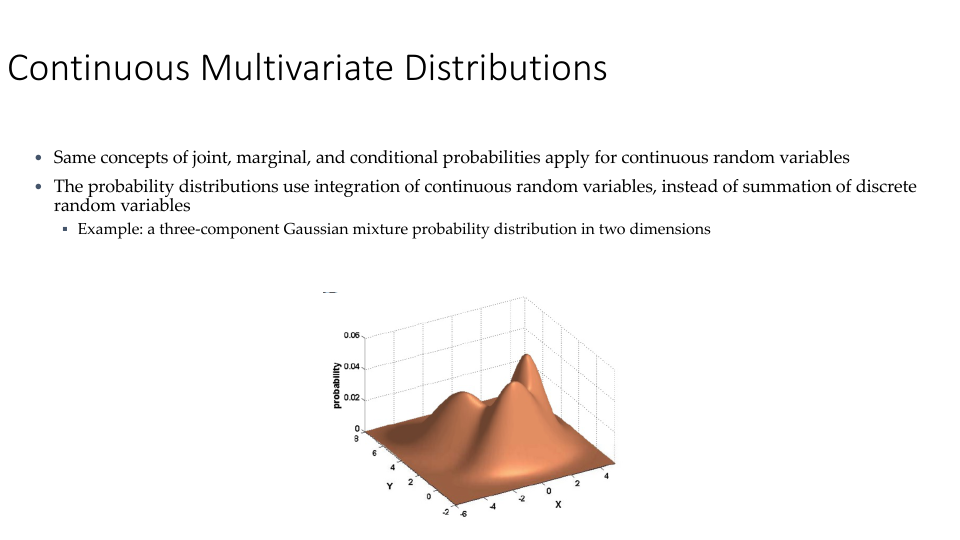 Continuous Multivariate Distributions
• Same concepts of joint, marginal, and conditional probabilities apply for continuous random variables
• The probability distributions use integration of continuous random variables, instead of summation of discrete
random variables
▪ Example: a three-component Gaussian mixture probability distribution in two dimensions
probability
0.06
0.04
0.02
0
8
6
4
2
0
-2
Y
-6
-4
-2
0
2
4
X